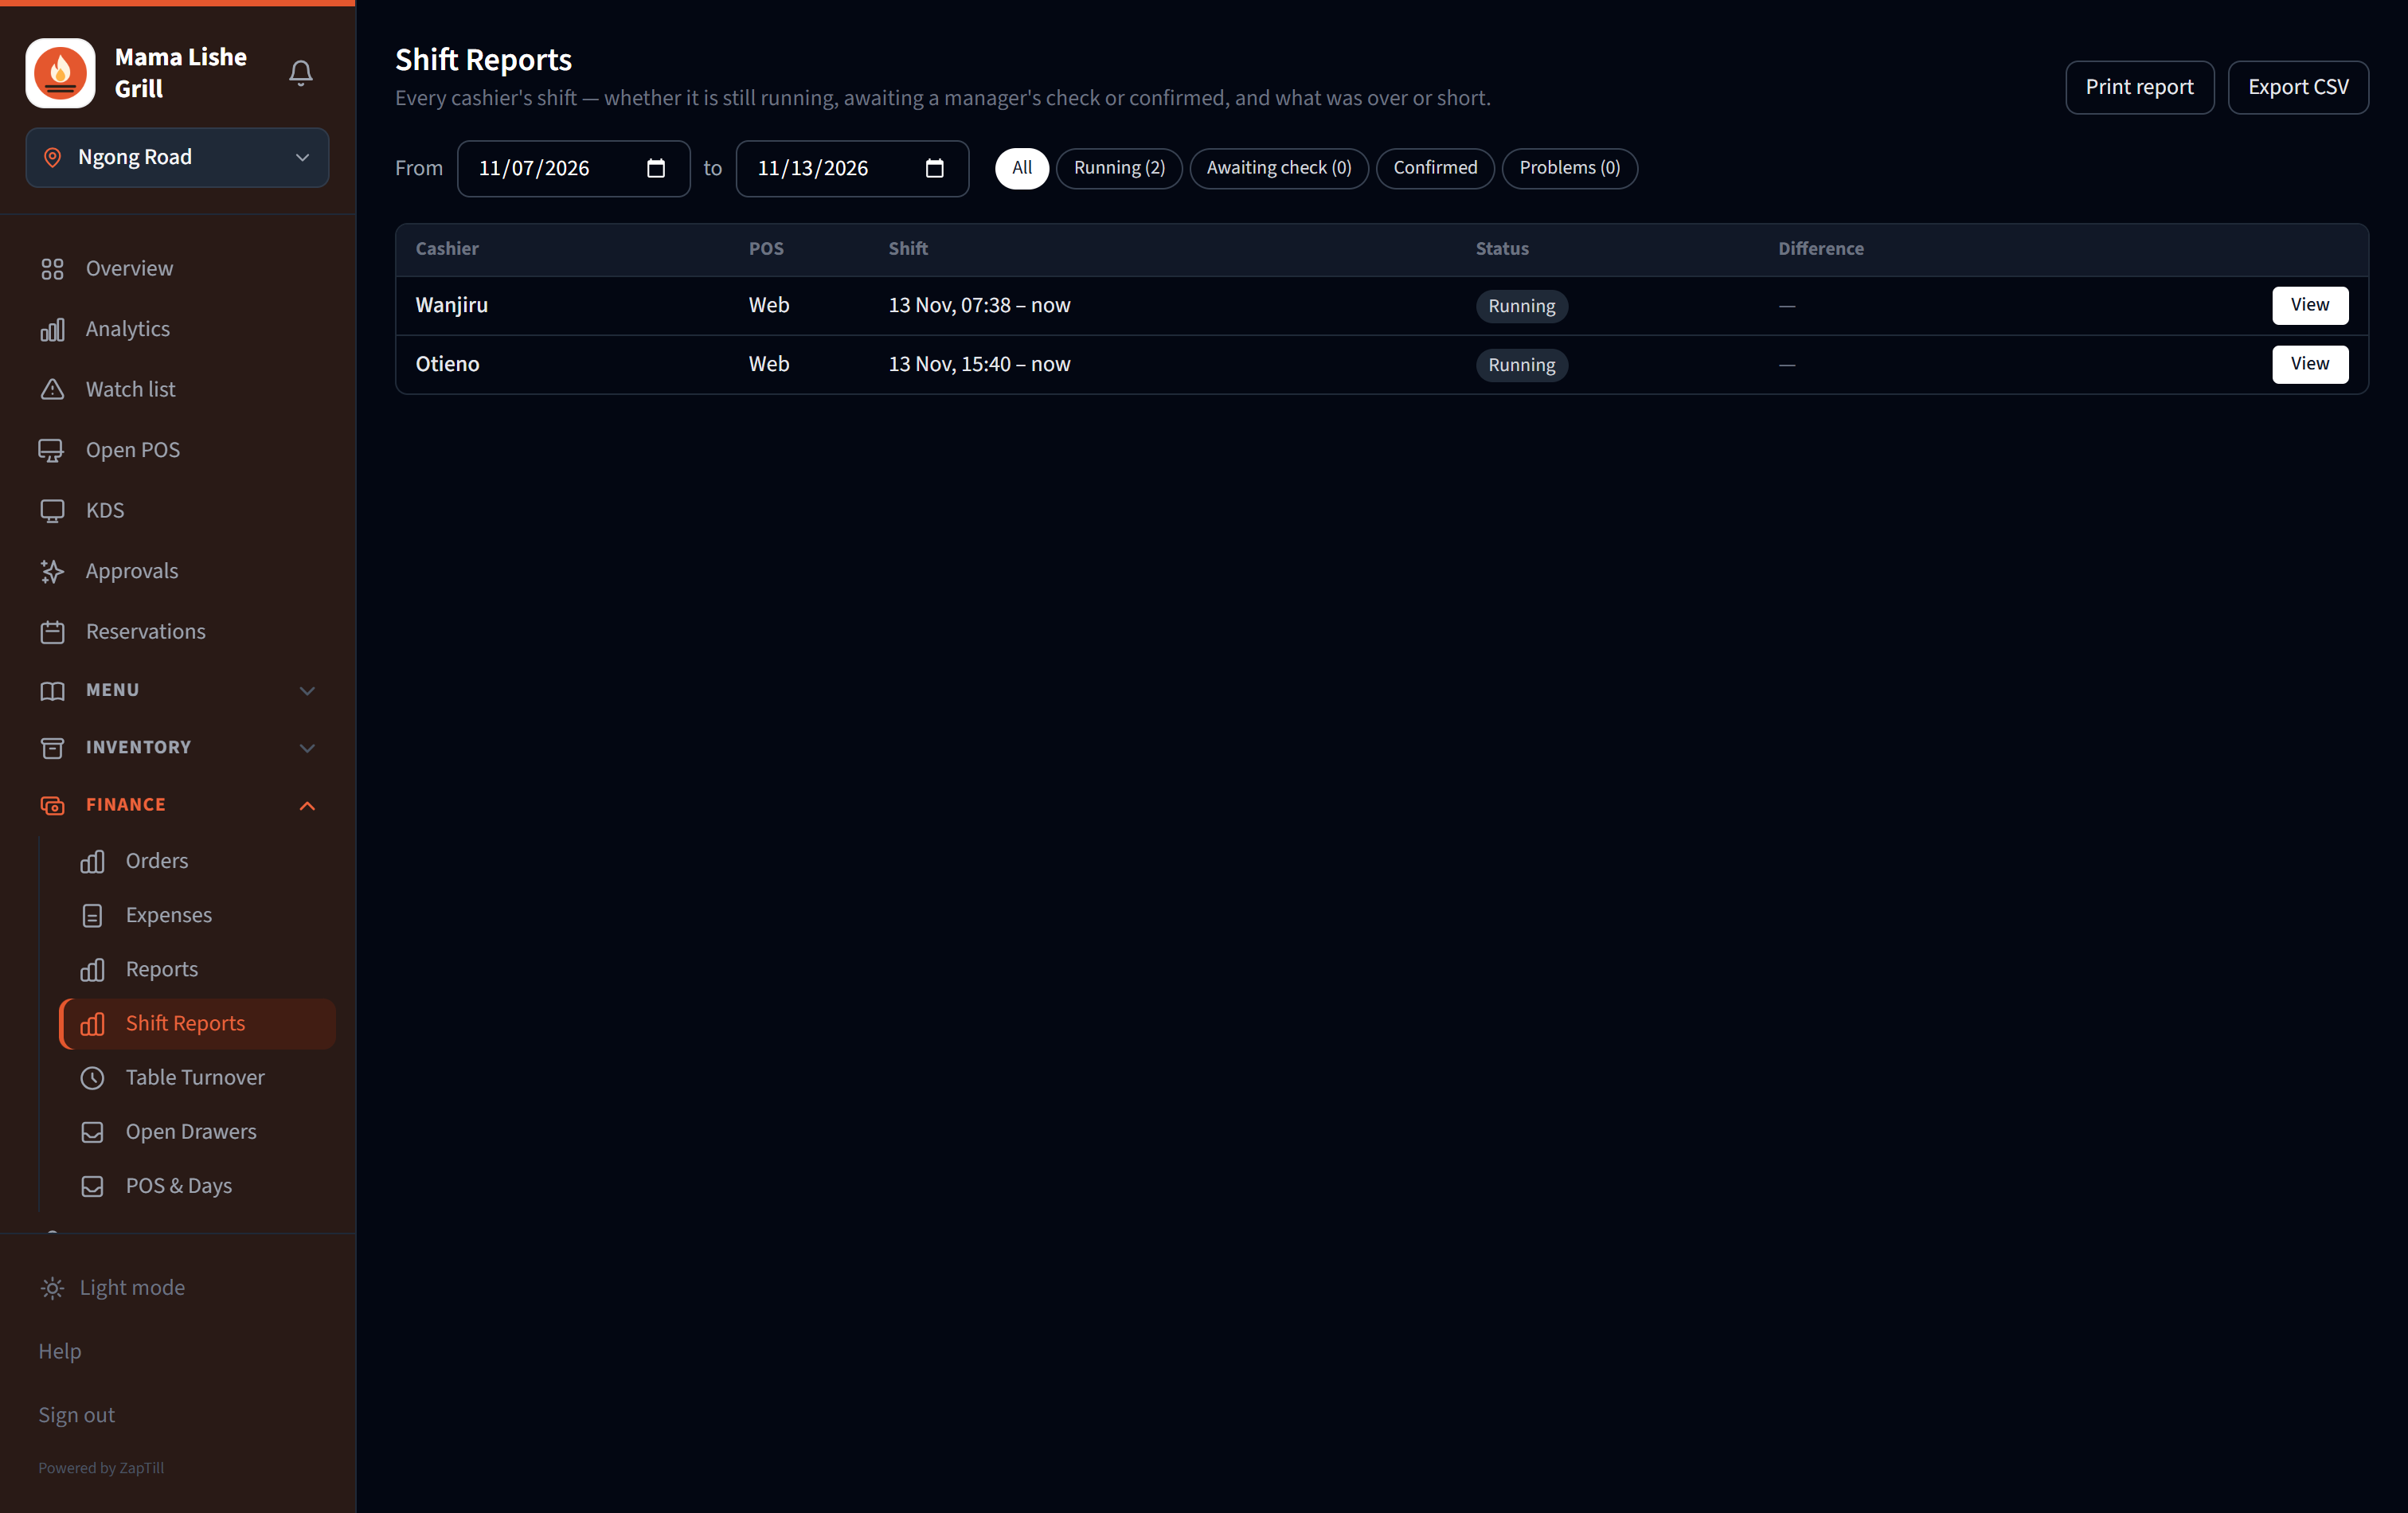 Mama Lishe
Grill
Ngong Road
Overview
Analytics
Watch list
Open POS
KDS
Approvals
Reservations
MENU
INVENTORY
FINANCE
Orders
Expenses
Reports
Shift Reports
Table Turnover
Open Drawers
POS & Days
Light mode
Help
Sign out
Powered by ZapTill
Shift Reports
Every cashier's shift — whether it is still running, awaiting a manager's check or confirmed, and what was over or short.
Print report
Export CSV
From 11/07/2026 to 11/13/2026 All Running (2) Awaiting check (0) Confirmed Problems (0)
Cashier POS Shift Status Difference
Wanjiru Web 13 Nov, 07:38 – now Running — View
Otieno Web 13 Nov, 15:40 – now Running — View